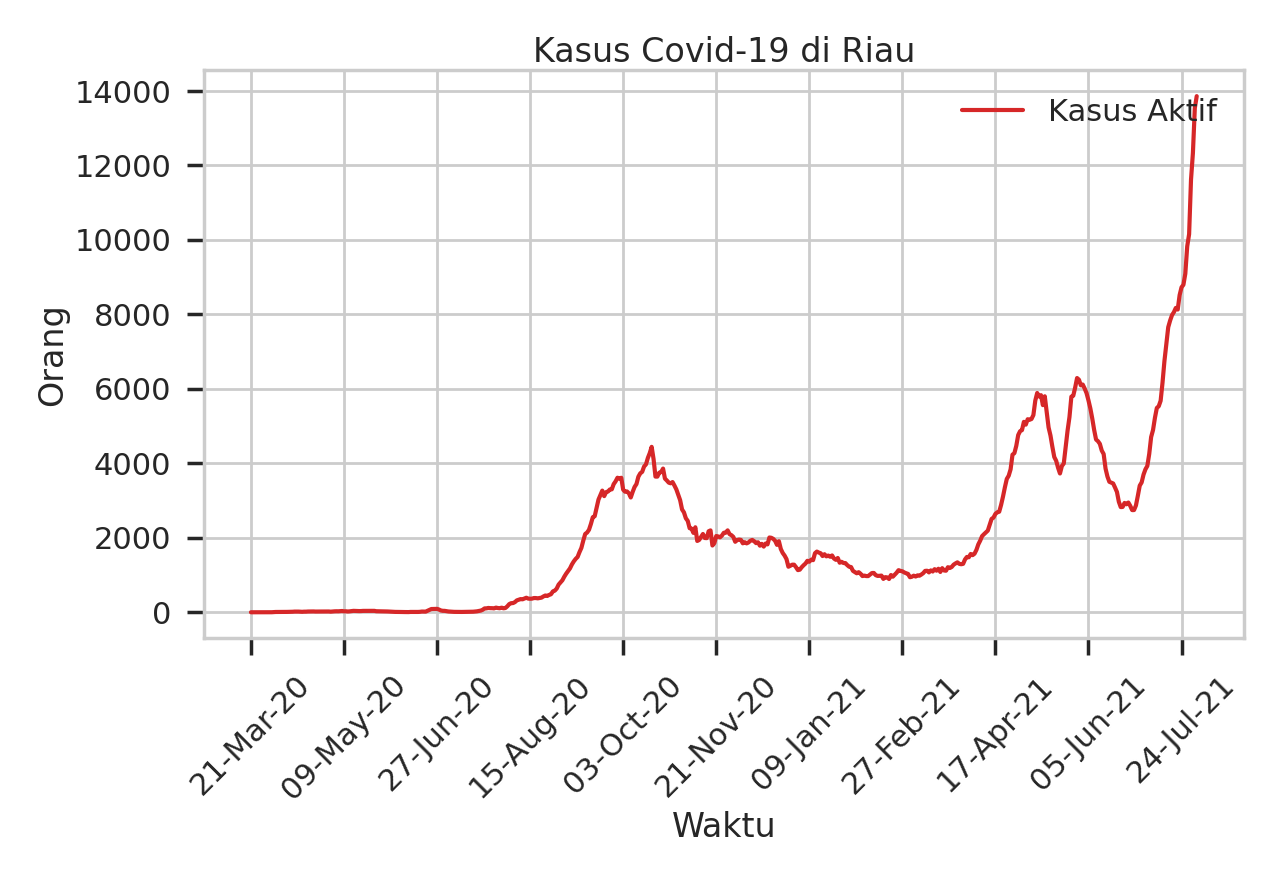 Kasus Covid-19 di Riau
Kasus Aktif
14000
12000
10000
8000
6000
4000
2000
0
Orang
21-Mar-20
09-May-20
27-Jun-20
15-Aug-20
03-Oct-20
21-Nov-20
09-Jan-21
27-Feb-21
17-Apr-21
05-Jun-21
24-Jul-21
Waktu